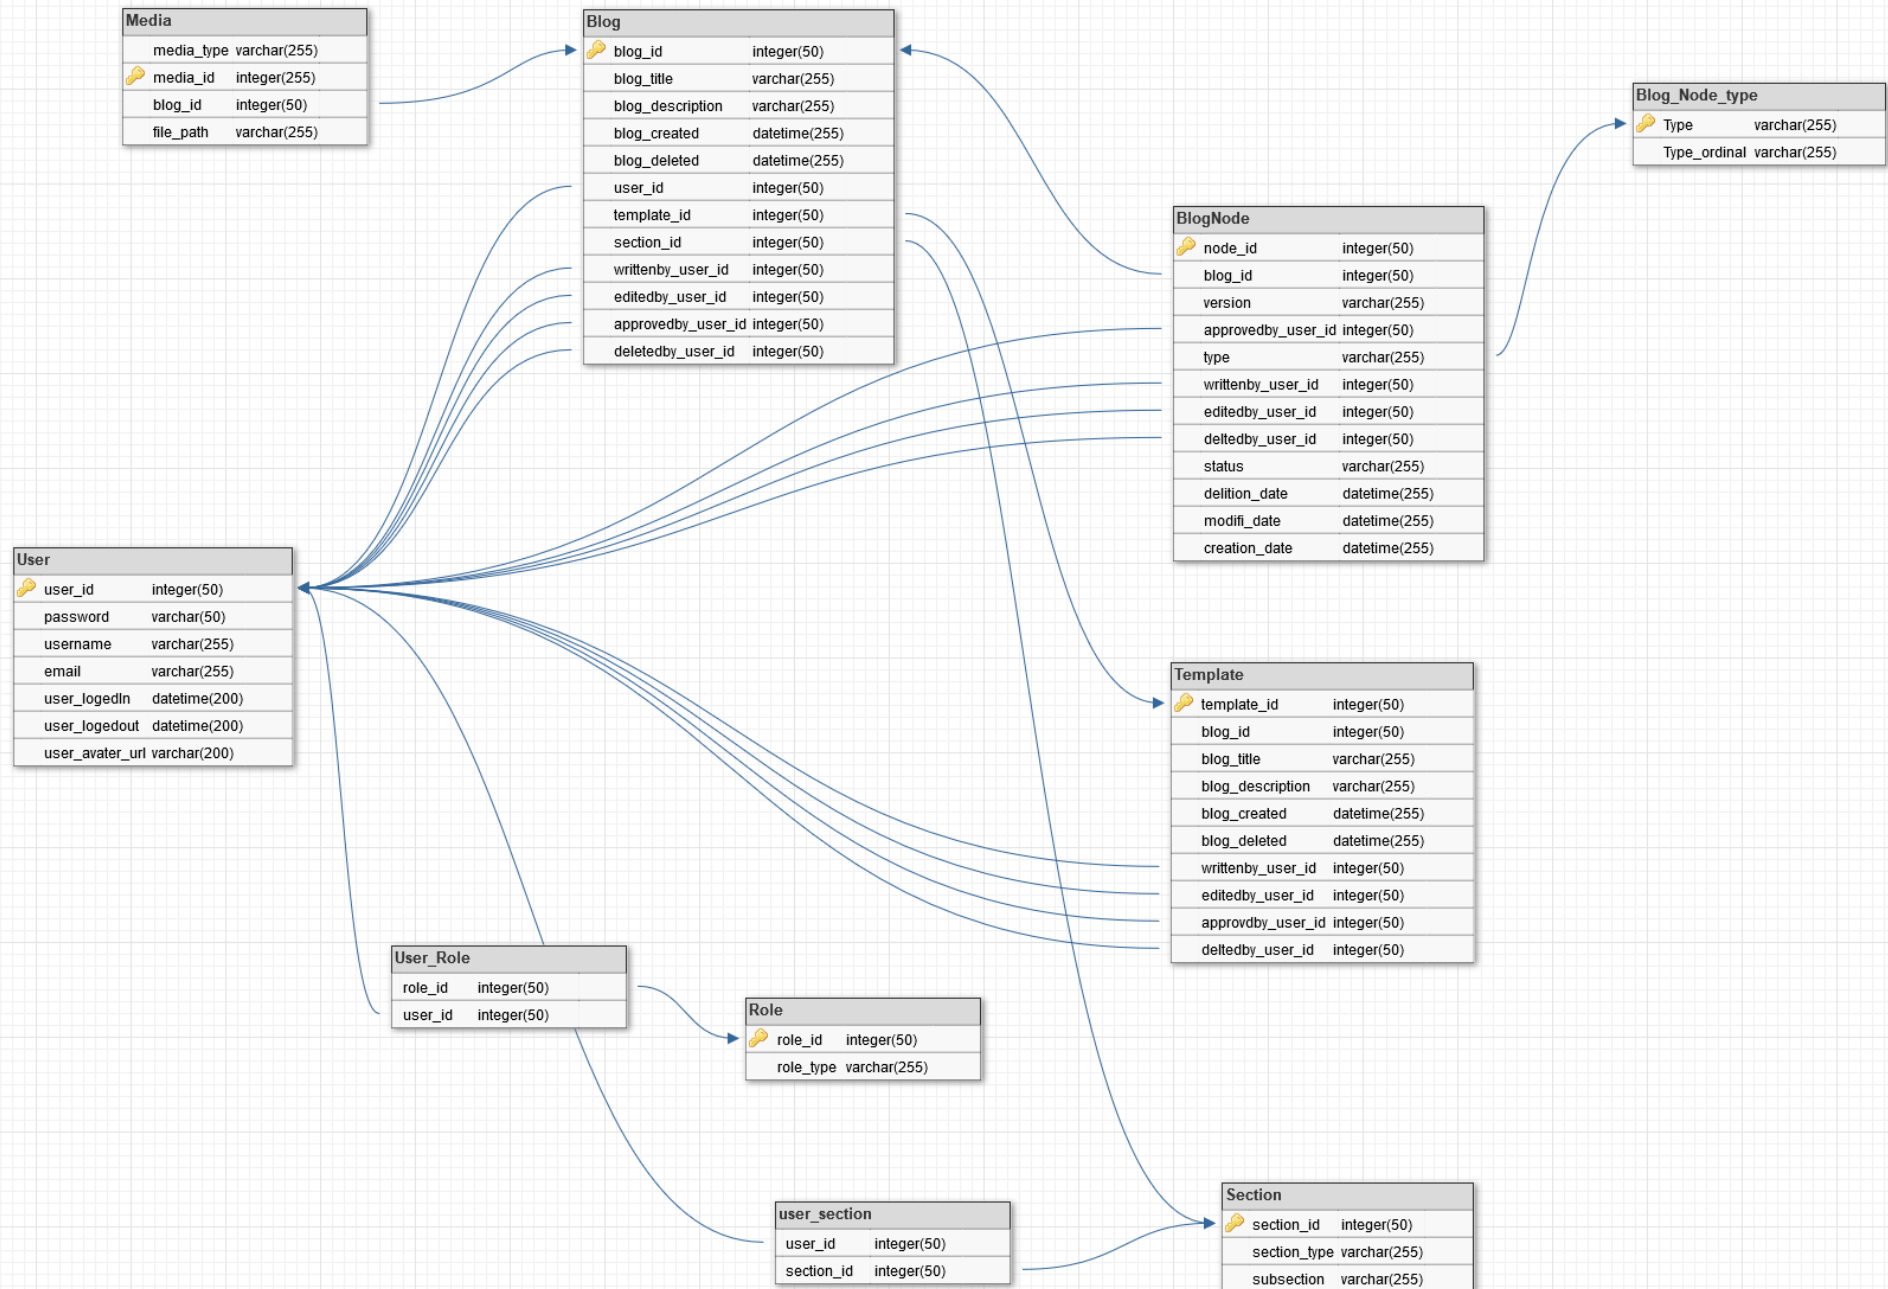 Media
media_type varchar(255)
media_id integer(255)
blog_id integer(50)
file_path varchar(255)
Blog
blog_id integer(50)
blog_title varchar(255)
blog_description varchar(255)
blog_created datetime(255)
blog_deleted datetime(255)
user_id integer(50)
template_id integer(50)
section_id integer(50)
writtenby_user_id integer(50)
editedby_user_id integer(50)
approvedby_user_id integer(50)
deletedby_user_id integer(50)
Blog_Node_type
Type varchar(255)
Type_ordinal varchar(255)
BlogNode
node_id integer(50)
blog_id integer(50)
version varchar(255)
approvedby_user_id integer(50)
type varchar(255)
writtenby_user_id integer(50)
editedby_user_id integer(50)
deltedby_user_id integer(50)
status varchar(255)
delition_date datetime(255)
modifi_date datetime(255)
creation_date datetime(255)
User
user_id integer(50)
password varchar(50)
username varchar(255)
email varchar(255)
user_logedIn datetime(200)
user_logedout datetime(200)
user_avater_url varchar(200)
Template
template_id integer(50)
blog_id integer(50)
blog_title varchar(255)
blog_description varchar(255)
blog_created datetime(255)
blog_deleted datetime(255)
writtenby_user_id integer(50)
editedby_user_id integer(50)
approvdby_user_id integer(50)
deltedby_user_id integer(50)
User_Role
role_id integer(50)
user_id integer(50)
Role
role_id integer(50)
role_type varchar(255)
user_section
user_id integer(50)
section_id integer(50)
Section
section_id integer(50)
section_type varchar(255)
subsection varchar(255)